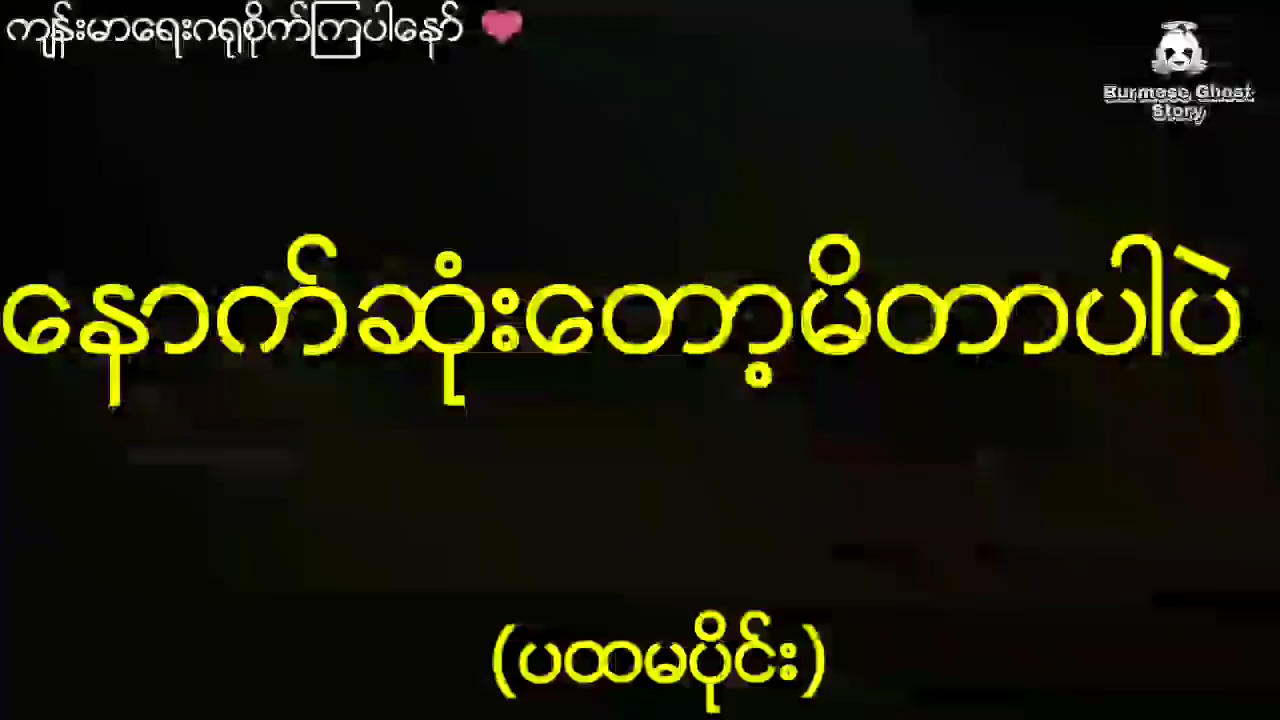 ကျန်းမာရေးဂရုစိုက်ကြပါနော် ❤
Burmese Ghost
Story
နောက်ဆုံးတော့မိတာပါပဲ
(ပထမပိုင်း)